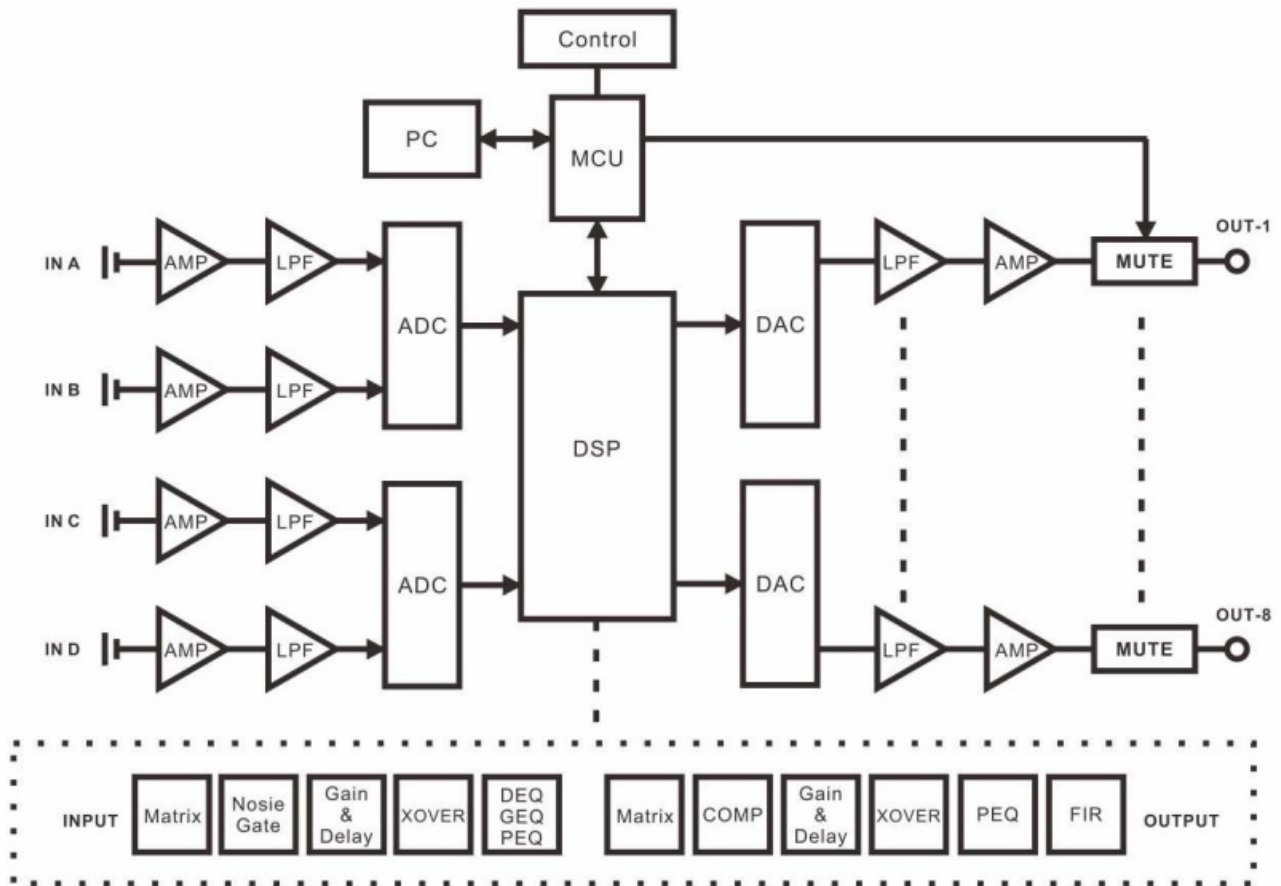 Control
PC
MCU
OUT-1
IN A
AMP
LPF
LPF
AMP
MUTE
ADC
DAC
IN B
AMP
LPF
DSP
IN C
AMP
LPF
ADC
DAC
OUT-8
IN D
AMP
LPF
LPF
AMP
MUTE
INPUT
Matrix
Nosie
Gate
Gain
&
Delay
XOVER
DEQ
GEQ
PEQ
Matrix
COMP
Gain
&
Delay
XOVER
PEQ
FIR
OUTPUT